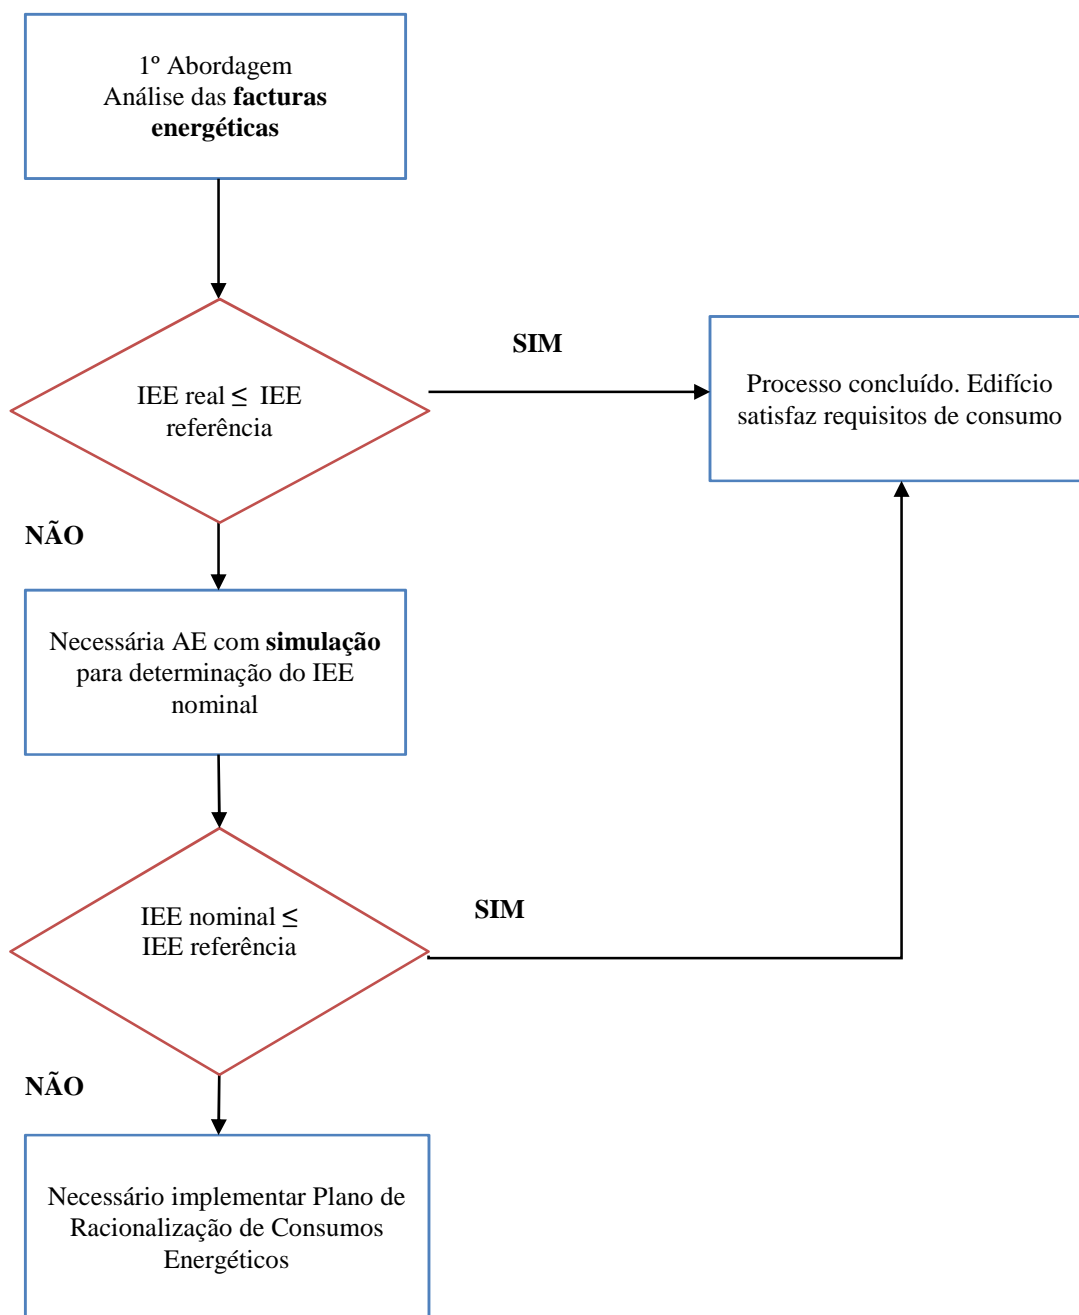 1º Abordagem
Análise das facturas
energéticas
SIM
IEE real ≤ IEE
referência
Processo concluído. Edifício
satisfaz requisitos de consumo
NÃO
Necessária AE com simulação
para determinação do IEE
nominal
IEE nominal ≤
IEE referência
SIM
NÃO
Necessário implementar Plano de
Racionalização de Consumos
Energéticos